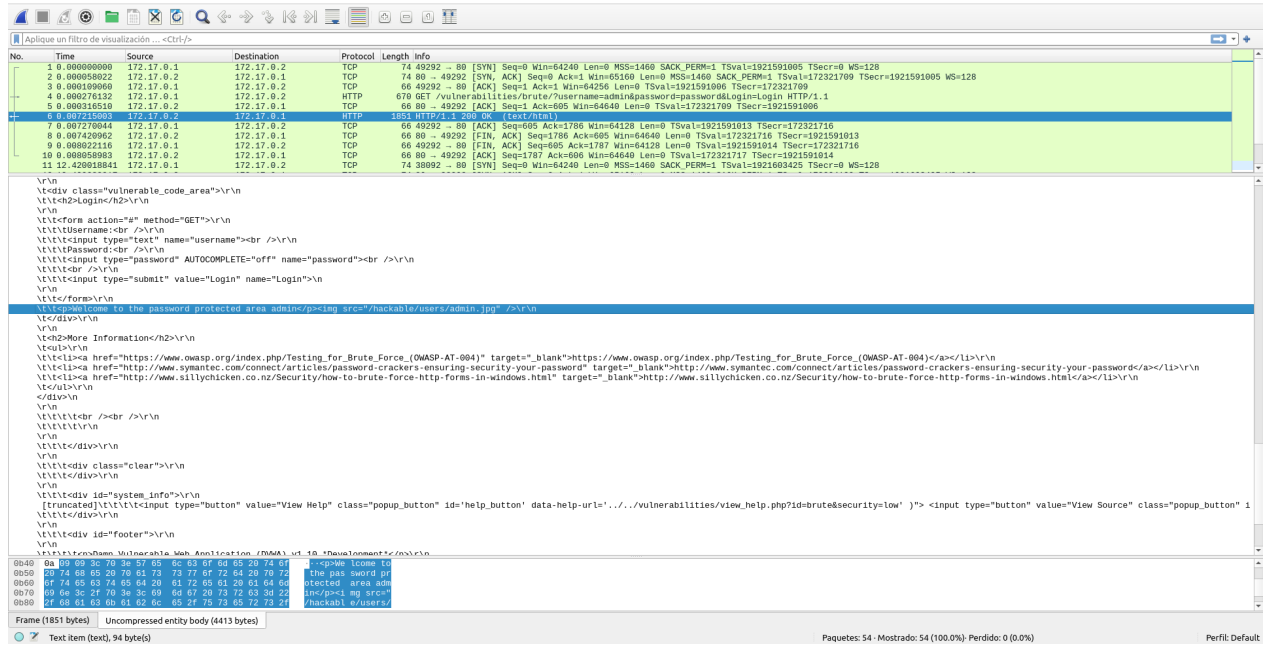 Aplique un filtro de visualización ... <Ctrl-/>
No. Time Source Destination Protocol Length Info
1 0.000000000 172.17.0.1 172.17.0.2 TCP 74 49292 → 80 [SYN] Seq=0 Win=64240 Len=0 MSS=1460 SACK_PERM=1 TSval=1921591005 TSecr=0 WS=128
2 0.000058022 172.17.0.2 172.17.0.1 TCP 74 80 → 49292 [SYN, ACK] Seq=0 Ack=1 Win=65160 Len=0 MSS=1460 SACK_PERM=1 TSval=172321709 TSecr=1921591005 WS=128
3 0.000109060 172.17.0.1 172.17.0.2 TCP 66 49292 → 80 [ACK] Seq=1 Ack=1 Win=64256 Len=0 TSval=1921591006 TSecr=172321709
4 0.000276132 172.17.0.1 172.17.0.2 HTTP 670 GET /vulnerabilities/brute/?username=admin&password=password&Login=Login HTTP/1.1
5 0.000316510 172.17.0.2 172.17.0.1 TCP 66 80 → 49292 [ACK] Seq=1 Ack=605 Win=64640 Len=0 TSval=172321709 TSecr=1921591006
6 0.007215003 172.17.0.2 172.17.0.1 HTTP 1851 HTTP/1.1 200 OK (text/html)
7 0.007270044 172.17.0.1 172.17.0.2 TCP 66 49292 → 80 [ACK] Seq=605 Ack=1786 Win=64128 Len=0 TSval=1921591013 TSecr=172321716
8 0.007420962 172.17.0.2 172.17.0.1 TCP 66 80 → 49292 [FIN, ACK] Seq=1786 Ack=605 Win=64640 Len=0 TSval=172321716 TSecr=1921591013
9 0.008022116 172.17.0.1 172.17.0.2 TCP 66 49292 → 80 [FIN, ACK] Seq=605 Ack=1787 Win=64128 Len=0 TSval=1921591014 TSecr=172321716
10 0.008058983 172.17.0.2 172.17.0.1 TCP 66 80 → 49292 [ACK] Seq=1787 Ack=606 Win=64640 Len=0 TSval=172321717 TSecr=1921591014
11 12.420018841 172.17.0.1 172.17.0.2 TCP 74 38092 → 80 [SYN] Seq=0 Win=64240 Len=0 MSS=1460 SACK_PERM=1 TSval=1921603425 TSecr=0 WS=128
\r\n
\t<div class="vulnerable_code_area">\r\n
\t\t<h2>Login</h2>\r\n
\r\n
\t\t<form action="#" method="GET">\r\n
\t\t\tUsername:<br />\r\n
\t\t\t<input type="text" name="username"><br />\r\n
\t\t\tPassword:<br />\r\n
\t\t\t<input type="password" AUTOCOMPLETE="off" name="password"><br />\r\n
\t\t\t<br />\r\n
\t\t\t<input type="submit" value="Login" name="Login">\n
\r\n
\t\t</form>\r\n
\t\t<p>Welcome to the password protected area admin</p><img src="/hackable/users/admin.jpg" />\r\n
\t</div>\r\n
\r\n
\t<h2>More Information</h2>\r\n
\t<ul>\r\n
\t\t<li><a href="https://www.owasp.org/index.php/Testing_for_Brute_Force_(OWASP-AT-004)" target="_blank">https://www.owasp.org/index.php/Testing_for_Brute_Force_(OWASP-AT-004)</a></li>\r\n
\t\t<li><a href="http://www.symantec.com/connect/articles/password-crackers-ensuring-security-your-password" target="_blank">http://www.symantec.com/connect/articles/password-crackers-ensuring-security-your-password</a></li>\r\n
\t\t<li><a href="http://www.sillychicken.co.nz/Security/how-to-brute-force-http-forms-in-windows.html" target="_blank">http://www.sillychicken.co.nz/Security/how-to-brute-force-http-forms-in-windows.html</a></li>\r\n
\t</ul>\r\n
</div>\r\n
\r\n
\t\t\t\t<br /><br />\r\n
\t\t\t\t\r\n
\r\n
\t\t\t</div>\r\n
\r\n
\t\t\t<div class="clear">\r\n
\t\t\t</div>\r\n
\r\n
\t\t\t<div id="system_info">\r\n
[truncated]\t\t\t\t<input type="button" value="View Help" class="popup_button" id='help_button' data-help-url='../../vulnerabilities/view_help.php?id=brute&security=low' )"> <input type="button" value="View Source" class="popup_button" i
\t\t\t</div>\r\n
\r\n
\t\t\t<div id="footer">\r\n
\r\n
\t\t\t\t<p>Damn Vulnerable Web Application (DVWA) v1.10 *Development*</p>\r\n
0b40 0a 09 09 3c 70 3e 57 65 6c 63 6f 6d 65 20 74 6f ···<p>We lcome to
0b50 20 74 68 65 20 70 61 73 73 77 6f 72 64 20 70 72 the pas sword pr
0b60 6f 74 65 63 74 65 64 20 61 72 65 61 20 61 64 6d otected area adm
0b70 69 6e 3c 2f 70 3e 3c 69 6d 67 20 73 72 63 3d 22 in</p><i mg src="
0b80 2f 68 61 63 6b 61 62 6c 65 2f 75 73 65 72 73 2f /hackabl e/users/
Frame (1851 bytes) Uncompressed entity body (4413 bytes)
Text item (text), 94 byte(s) Paquetes: 54 · Mostrado: 54 (100.0%)· Perdido: 0 (0.0%) Perfil: Default